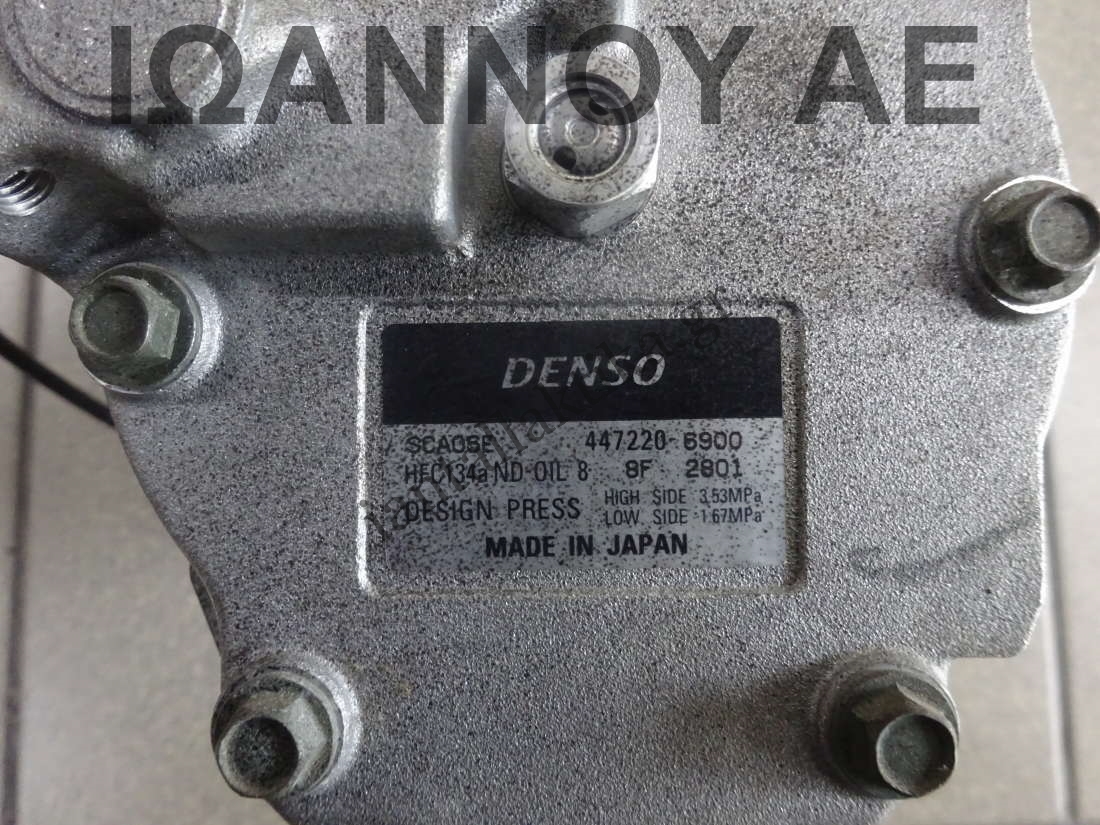 ΙΩΑΝΝΟΥ ΑΕ
DENSO
SCA06E 447220-6900
HFC134a ND-OIL 8 8F 2801
DESIGN PRESS HIGH SIDE 3.53MPa
LOW SIDE 1.67MPa
MADE IN JAPAN